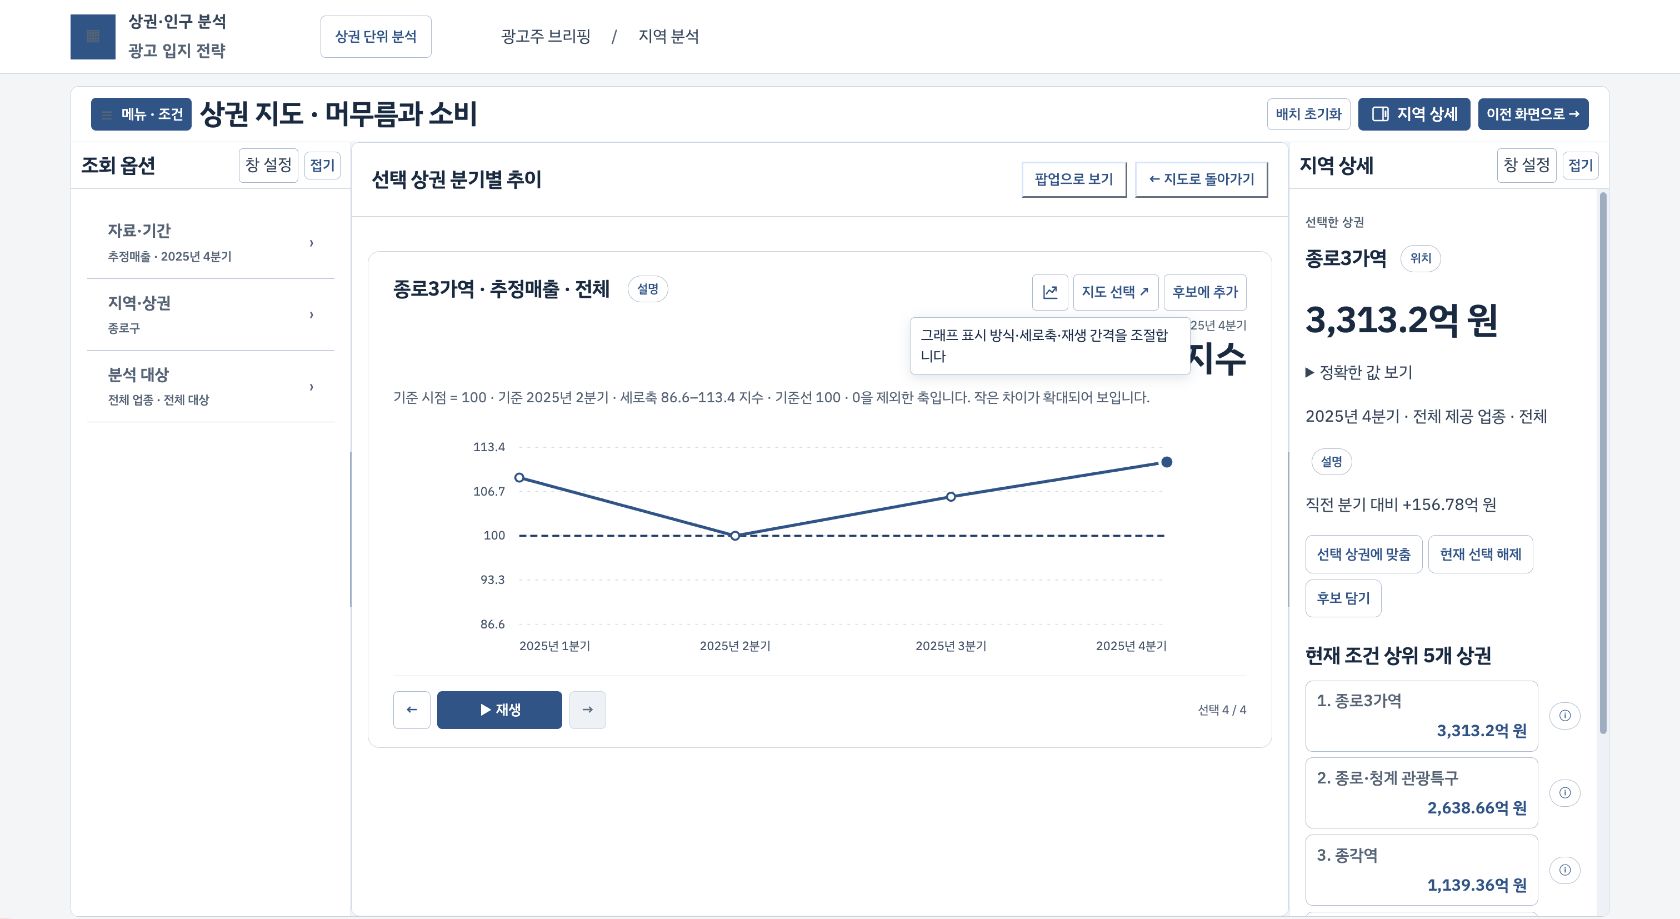 상권·인구 분석
광고 입지 전략
상권 단위 분석
광고주 브리핑 / 지역 분석
메뉴 · 조건
상권 지도 · 머무름과 소비
배치 초기화
지역 상세
이전 화면으로 →
조회 옵션
창 설정
접기
자료·기간
추정매출 · 2025년 4분기
지역·상권
종로구
분석 대상
전체 업종 · 전체 대상
선택 상권 분기별 추이
팝업으로 보기
← 지도로 돌아가기
종로3가역 · 추정매출 · 전체
설명
지도 선택 ↗
후보에 추가
그래프 표시 방식·세로축·재생 간격을 조절합
니다
25년 4분기
지수
기준 시점 = 100 · 기준 2025년 2분기 · 세로축 86.6–113.4 지수 · 기준선 100 · 0을 제외한 축입니다. 작은 차이가 확대되어 보입니다.
113.4
106.7
100
93.3
86.6
2025년 1분기
2025년 2분기
2025년 3분기
2025년 4분기
←
▶ 재생
→
선택 4 / 4
지역 상세
창 설정
접기
선택한 상권
종로3가역
위치
3,313.2억 원
▶ 정확한 값 보기
2025년 4분기 · 전체 제공 업종 · 전체
설명
직전 분기 대비 +156.78억 원
선택 상권에 맞춤
현재 선택 해제
후보 담기
현재 조건 상위 5개 상권
1. 종로3가역
3,313.2억 원
2. 종로·청계 관광특구
2,638.66억 원
3. 종각역
1,139.36억 원